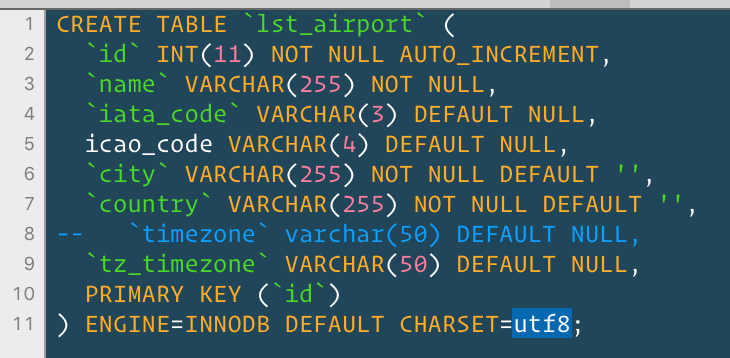 1 CREATE TABLE `lst_airport` (
2 `id` INT(11) NOT NULL AUTO_INCREMENT,
3 `name` VARCHAR(255) NOT NULL,
4 `iata_code` VARCHAR(3) DEFAULT NULL,
5 icao_code VARCHAR(4) DEFAULT NULL,
6 `city` VARCHAR(255) NOT NULL DEFAULT '',
7 `country` VARCHAR(255) NOT NULL DEFAULT '',
8 -- `timezone` varchar(50) DEFAULT NULL,
9 `tz_timezone` VARCHAR(50) DEFAULT NULL,
10 PRIMARY KEY (`id`)
11 ) ENGINE=INNODB DEFAULT CHARSET=utf8;